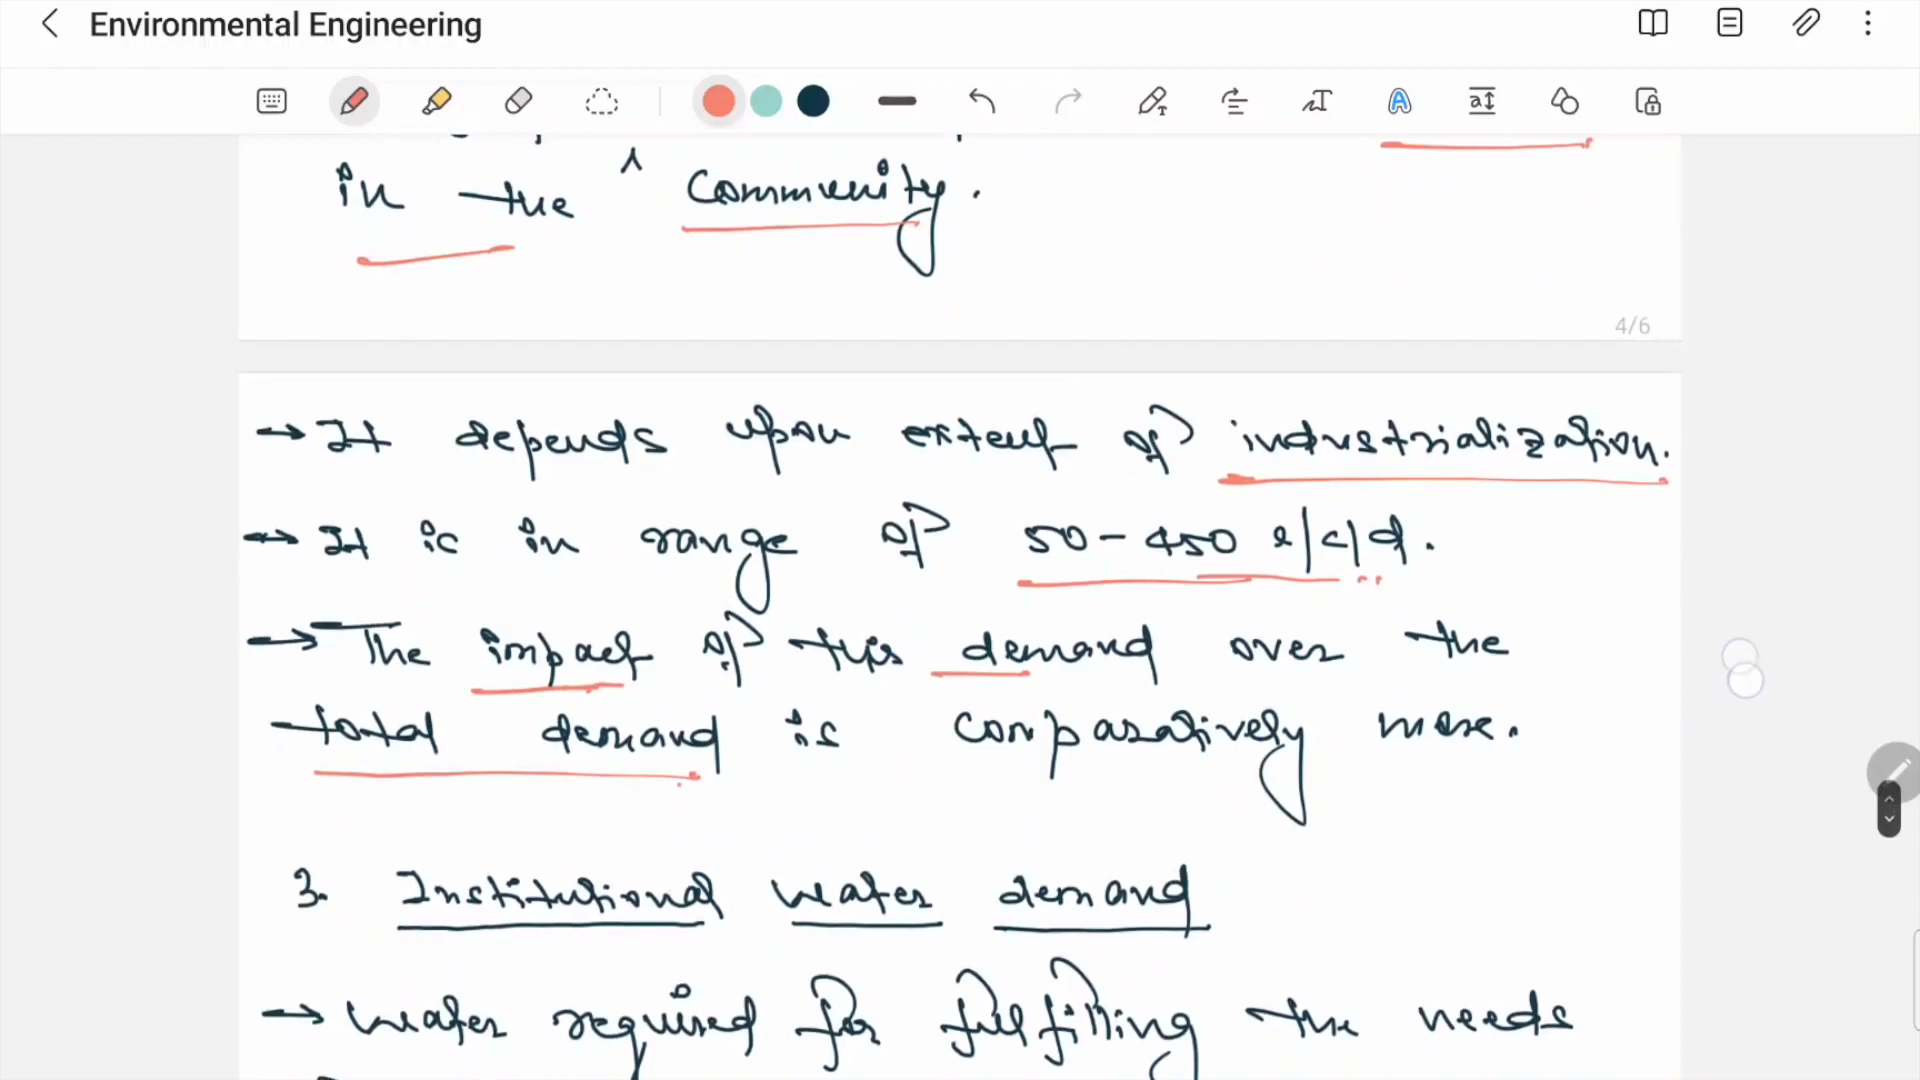 Environmental Engineering
in the ^ Community.
4/6
→ It depends upon extent of industrialization.
→ It is in range of 50-450 l/c/d.
→ The impact of this demand over the
total demand is comparatively more.
3. Institutional water demand
→ Water required for fulfilling the needs